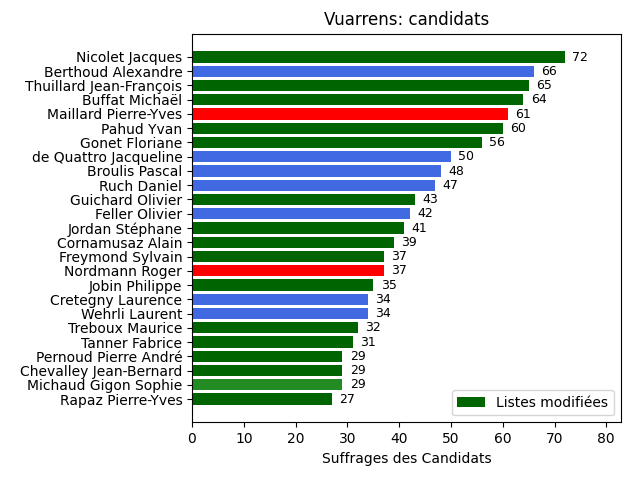 Vuarrens: candidats
Nicolet Jacques 72
Berthoud Alexandre 66
Thuillard Jean-François 65
Buffat Michaël 64
Maillard Pierre-Yves 61
Pahud Yvan 60
Gonet Floriane 56
de Quattro Jacqueline 50
Broulis Pascal 48
Ruch Daniel 47
Guichard Olivier 43
Feller Olivier 42
Jordan Stéphane 41
Cornamusaz Alain 39
Freymond Sylvain 37
Nordmann Roger 37
Jobin Philippe 35
Cretegny Laurence 34
Wehrli Laurent 34
Treboux Maurice 32
Tanner Fabrice 31
Pernoud Pierre André 29
Chevalley Jean-Bernard 29
Michaud Gigon Sophie 29
Rapaz Pierre-Yves 27
Listes modifiées
0 10 20 30 40 50 60 70 80
Suffrages des Candidats